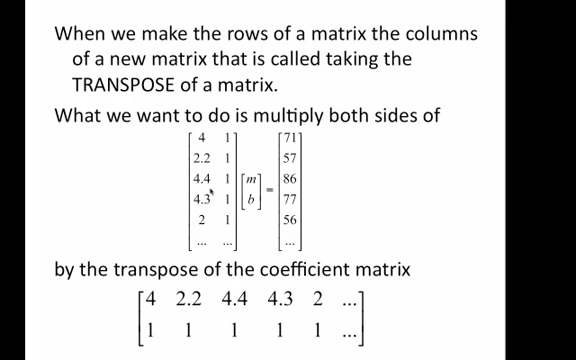 When we make the rows of a matrix the columns
of a new matrix that is called taking the
TRANSPOSE of a matrix.
What we want to do is multiply both sides of
4 1 71
2.2 1 57
4.4 1 m 86
4.3 1 b = 77
2 1 56
... ... ...
by the transpose of the coefficient matrix
4 2.2 4.4 4.3 2 ...
1 1 1 1 1 ...